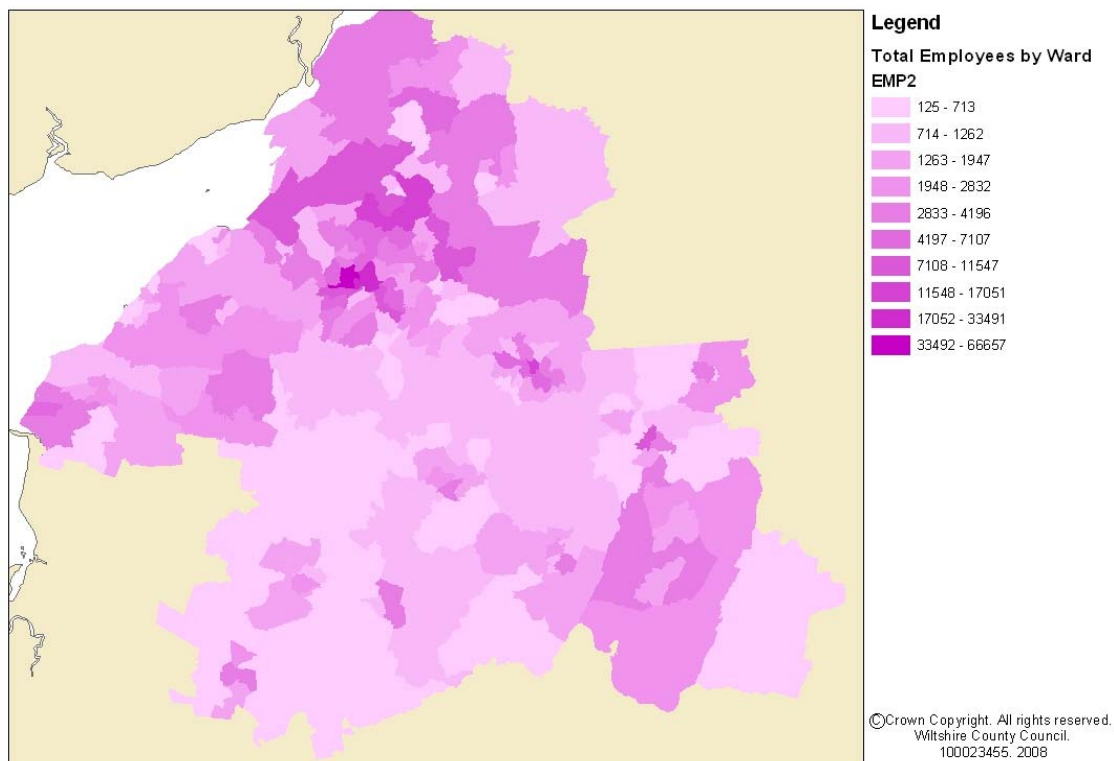 Legend
Total Employees by Ward
EMP2
125 - 713
714 - 1262
1263 - 1947
1948 - 2832
2833 - 4196
4197 - 7107
7108 - 11547
11548 - 17051
17052 - 33491
33492 - 66657
©Crown Copyright. All rights reserved.
Wiltshire County Council.
100023455. 2008